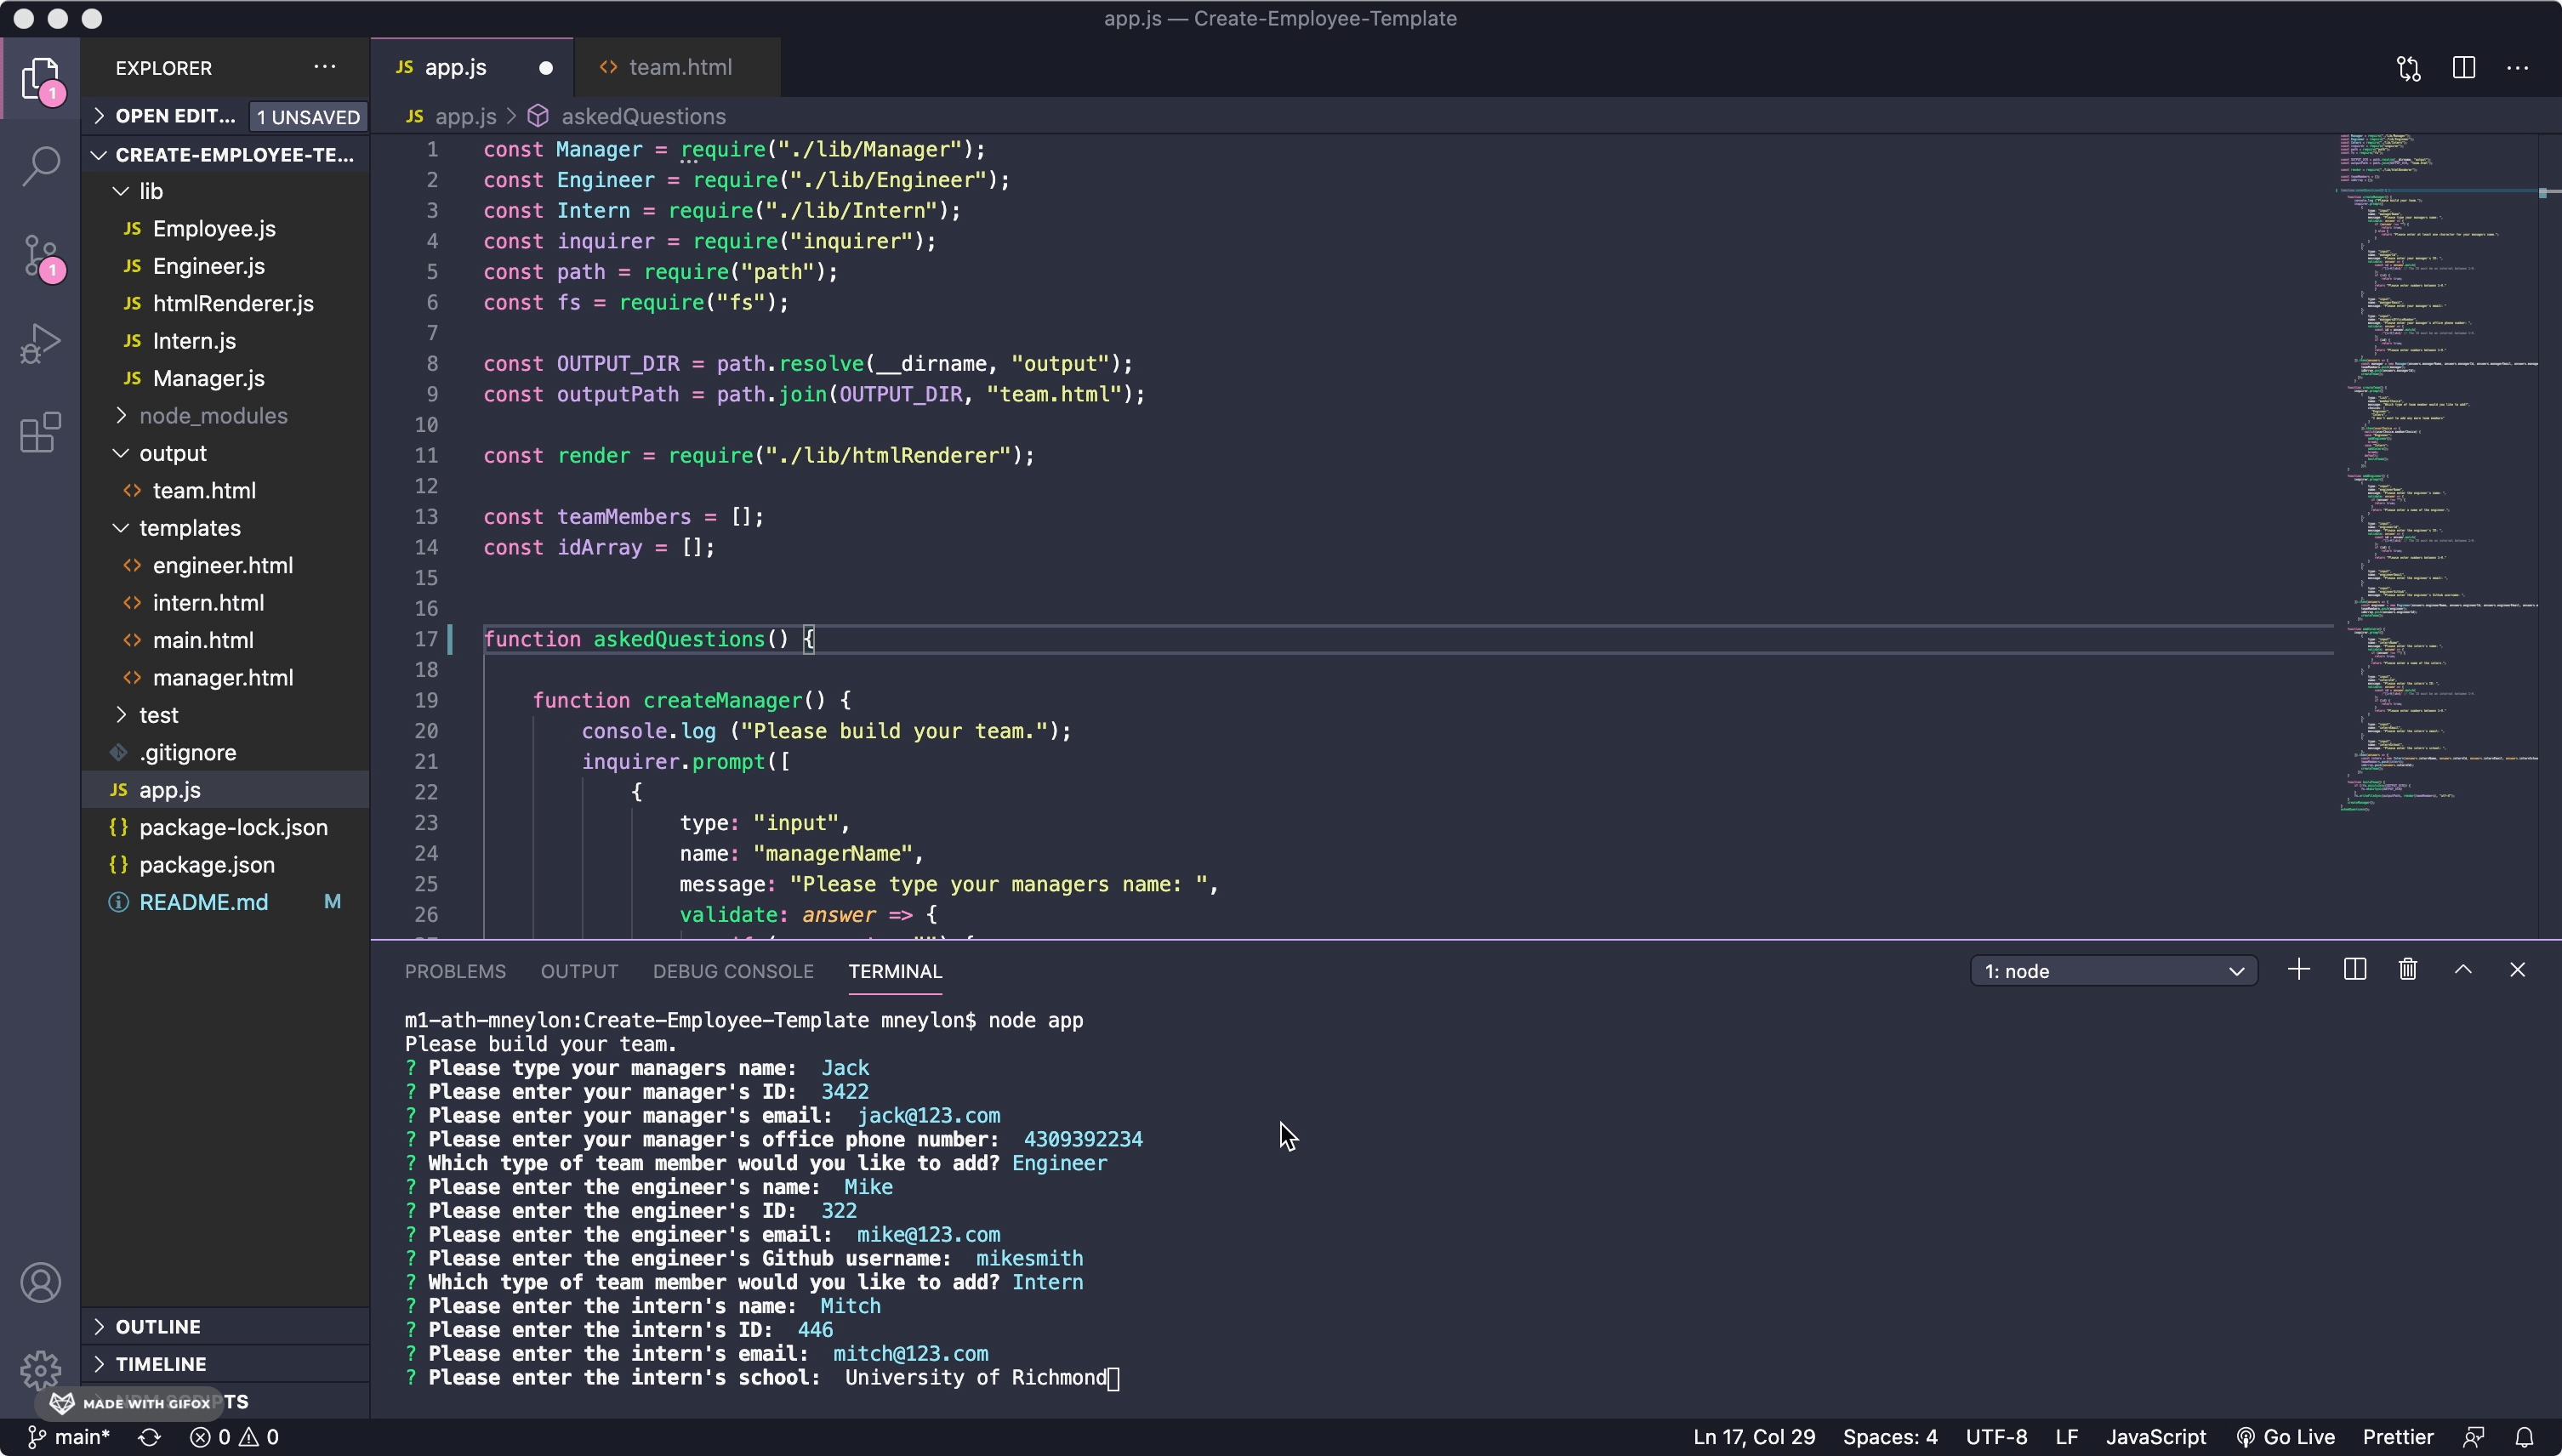 app.js — Create-Employee-Template
EXPLORER
JS app.js
<> team.html
OPEN EDIT... 1 UNSAVED
JS app.js > askedQuestions
CREATE-EMPLOYEE-TE...
lib
JS Employee.js
JS Engineer.js
JS htmlRenderer.js
JS Intern.js
JS Manager.js
node_modules
output
<> team.html
templates
<> engineer.html
<> intern.html
<> main.html
<> manager.html
test
.gitignore
JS app.js
{} package-lock.json
{} package.json
README.md M
OUTLINE
TIMELINE
MADE WITH GIFOX
1
1
1 const Manager = require("./lib/Manager");
2 const Engineer = require("./lib/Engineer");
3 const Intern = require("./lib/Intern");
4 const inquirer = require("inquirer");
5 const path = require("path");
6 const fs = require("fs");
7
8 const OUTPUT_DIR = path.resolve(__dirname, "output");
9 const outputPath = path.join(OUTPUT_DIR, "team.html");
10
11 const render = require("./lib/htmlRenderer");
12
13 const teamMembers = [];
14 const idArray = [];
15
16
17 function askedQuestions() {
18
19 function createManager() {
20 console.log ("Please build your team.");
21 inquirer.prompt([
22 {
23 type: "input",
24 name: "managerName",
25 message: "Please type your managers name: ",
26 validate: answer => {
PROBLEMS OUTPUT DEBUG CONSOLE TERMINAL
1: node
m1-ath-mneylon:Create-Employee-Template mneylon$ node app
Please build your team.
? Please type your managers name: Jack
? Please enter your manager's ID: 3422
? Please enter your manager's email: jack@123.com
? Please enter your manager's office phone number: 4309392234
? Which type of team member would you like to add? Engineer
? Please enter the engineer's name: Mike
? Please enter the engineer's ID: 322
? Please enter the engineer's email: mike@123.com
? Please enter the engineer's Github username: mikesmith
? Which type of team member would you like to add? Intern
? Please enter the intern's name: Mitch
? Please enter the intern's ID: 446
? Please enter the intern's email: mitch@123.com
? Please enter the intern's school: University of Richmond
main* 0 0
Ln 17, Col 29 Spaces: 4 UTF-8 LF JavaScript Go Live Prettier